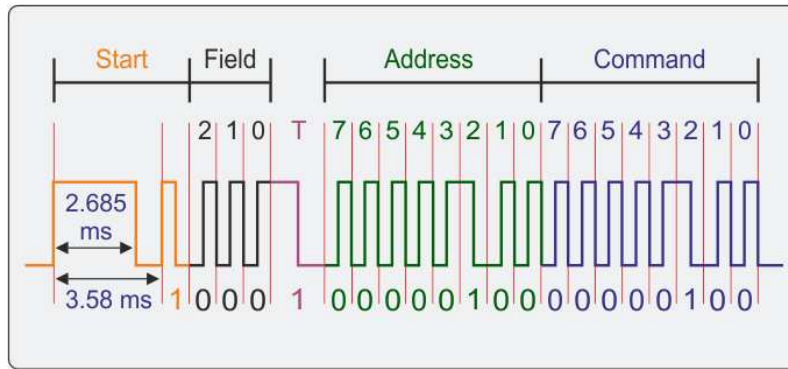 Start Field Address Command
2 1 0 T 7 6 5 4 3 2 1 0 7 6 5 4 3 2 1 0
2.685
ms
3.58 ms 1 0 0 0 1 0 0 0 0 0 1 0 0 0 0 0 0 0 1 0 0